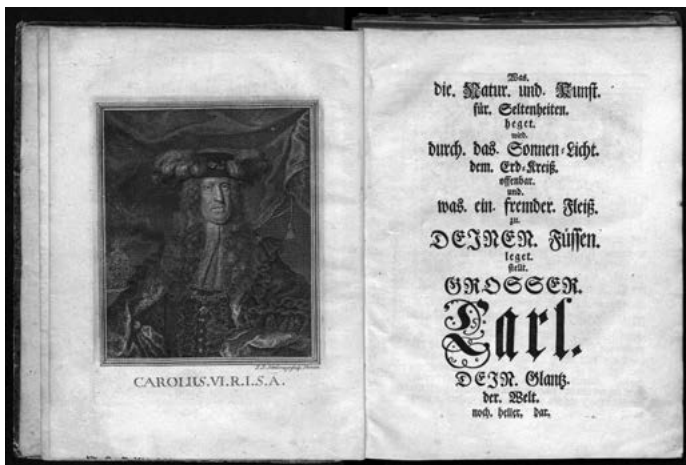 CAROLUS.VI.R.I.S.A.
Was.
die. Natur. und. Kunst.
für. Seltenheiten.
heget.
wird.
durch. das. Sonnen-Licht.
dem. Erd-Kreiß.
offenbar.
und.
was. ein. fremder. Fleiß.
zu.
DEINEN. Füssen.
leget.
stellt.
GROSSER.
Carl.
DEIN. Glantz.
der. Welt.
noch. heller. dar.